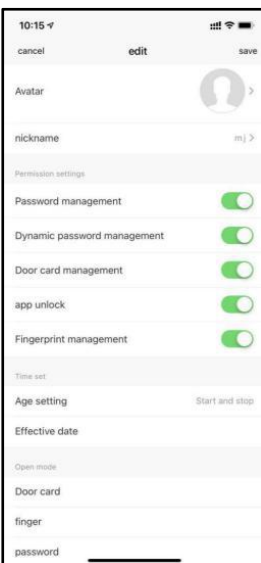 10:15
cancel edit save
Avatar
nickname mj
Permission settings
Password management
Dynamic password management
Door card management
app unlock
Fingerprint management
Time set
Age setting Start and stop
Effective date
Open mode
Door card
finger
password